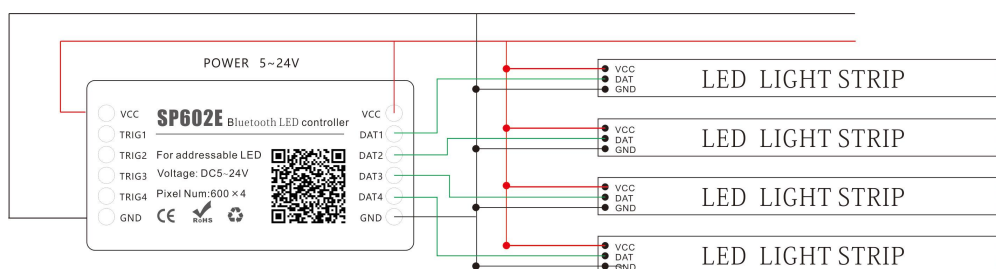 POWER 5~24V
VCC
TRIG1
TRIG2
TRIG3
TRIG4
GND
SP602E Bluetooth LED controller
For addressable LED
Voltage: DC5~24V
Pixel Num:600×4
CE RoHS
VCC
DAT1
DAT2
DAT3
DAT4
GND
VCC
DAT
GND
LED LIGHT STRIP
VCC
DAT
GND
LED LIGHT STRIP
VCC
DAT
GND
LED LIGHT STRIP
VCC
DAT
GND
LED LIGHT STRIP